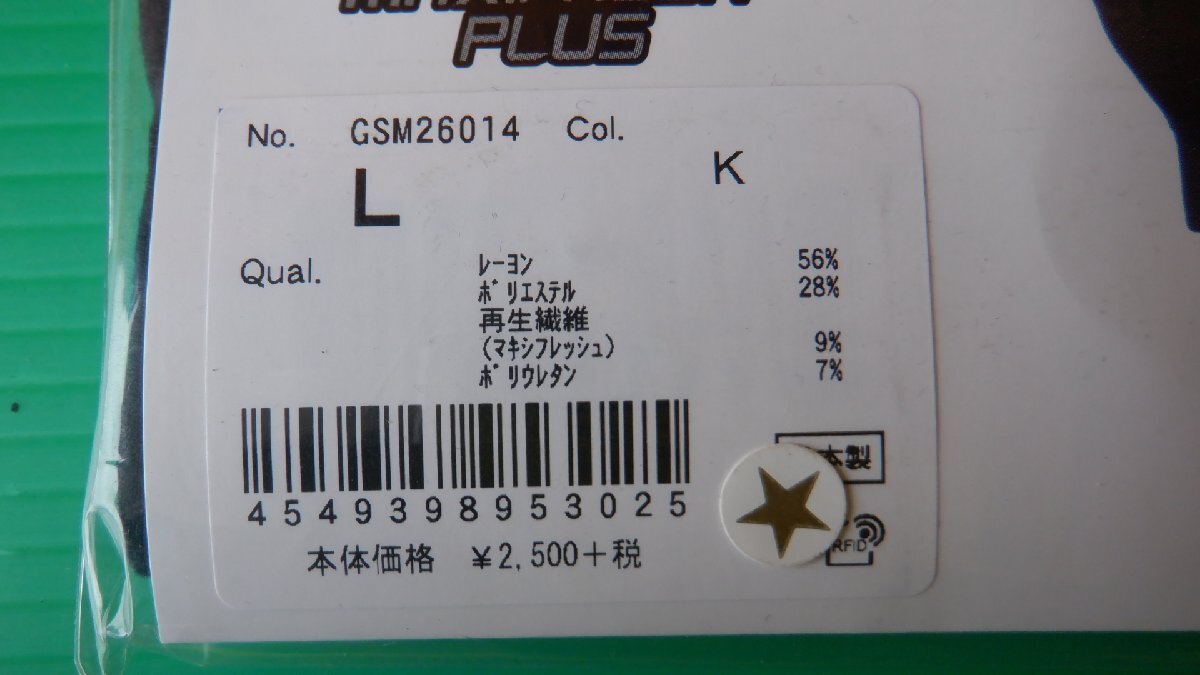 PLUS
No. GSM26014 Col.
L K
Qual. レーヨン 56%
ポリエステル 28%
再生繊維
(マキシフレッシュ) 9%
ポリウレタン 7%
本製
4549398953025
RFID
本体価格 ¥2,500+税